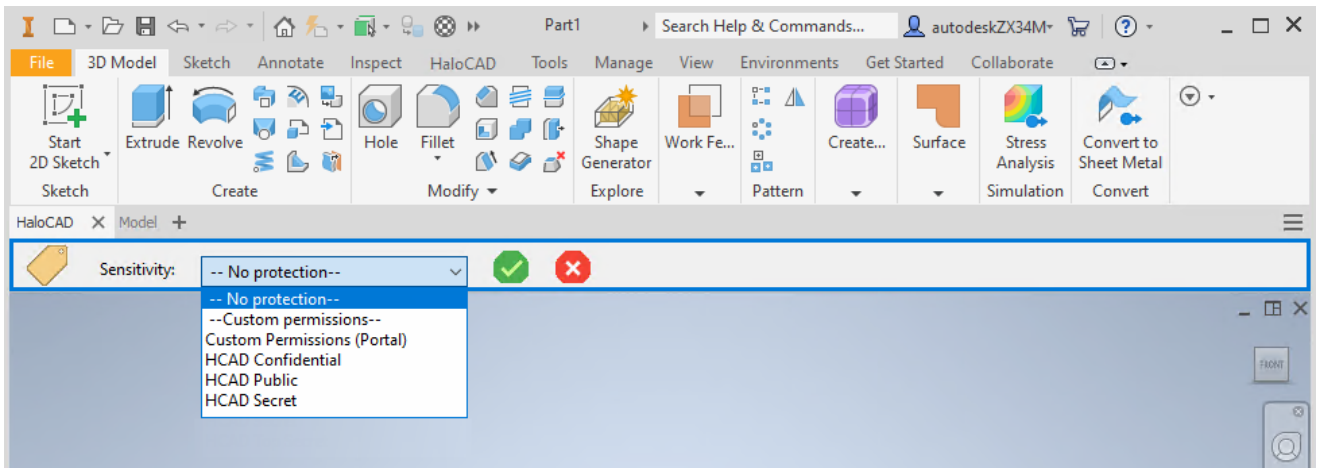 Part1 Search Help & Commands... autodeskZX34M
File 3D Model Sketch Annotate Inspect HaloCAD Tools Manage View Environments Get Started Collaborate
Start 2D Sketch
Extrude Revolve
Hole
Fillet
Shape Generator
Work Fe...
Create...
Surface
Stress Analysis
Convert to Sheet Metal
Sketch Create Modify Explore Pattern Simulation Convert
HaloCAD Model
Sensitivity: -- No protection--
-- No protection--
--Custom permissions--
Custom Permissions (Portal)
HCAD Confidential
HCAD Public
HCAD Secret
FRONT